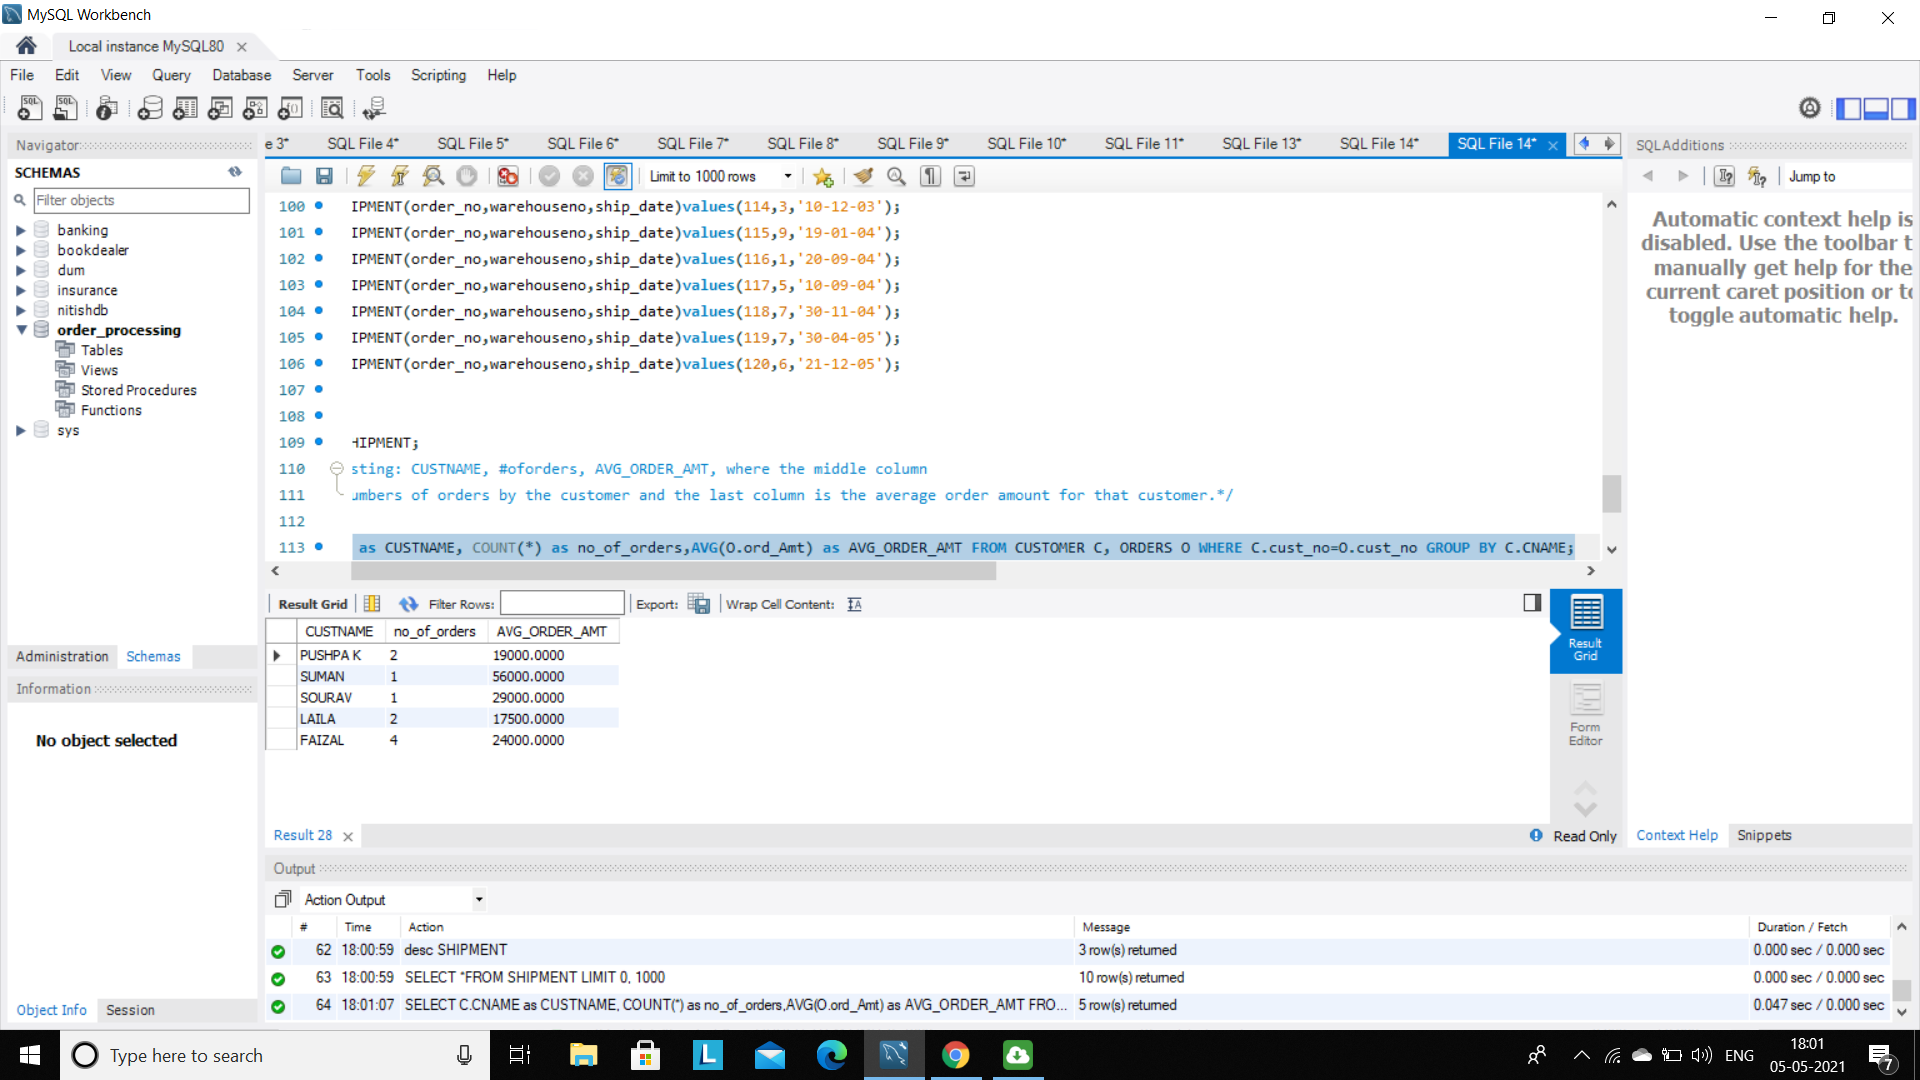 MySQL Workbench
Local instance MySQL80
File Edit View Query Database Server Tools Scripting Help
Navigator
SCHEMAS
Filter objects
banking
bookdealer
dum
insurance
nitishdb
order_processing
Tables
Views
Stored Procedures
Functions
sys
Administration Schemas
Information
No object selected
Object Info Session
e 3* SQL File 4* SQL File 5* SQL File 6* SQL File 7* SQL File 8* SQL File 9* SQL File 10* SQL File 11* SQL File 13* SQL File 14* SQL File 14*
Limit to 1000 rows
100 IPMENT(order_no,warehouseno,ship_date)values(114,3,'10-12-03');
101 IPMENT(order_no,warehouseno,ship_date)values(115,9,'19-01-04');
102 IPMENT(order_no,warehouseno,ship_date)values(116,1,'20-09-04');
103 IPMENT(order_no,warehouseno,ship_date)values(117,5,'10-09-04');
104 IPMENT(order_no,warehouseno,ship_date)values(118,7,'30-11-04');
105 IPMENT(order_no,warehouseno,ship_date)values(119,7,'30-04-05');
106 IPMENT(order_no,warehouseno,ship_date)values(120,6,'21-12-05');
107
108
109 HIPMENT;
110 sting: CUSTNAME, #oforders, AVG_ORDER_AMT, where the middle column
111 umbers of orders by the customer and the last column is the average order amount for that customer.*/
112
113 as CUSTNAME, COUNT(*) as no_of_orders,AVG(O.ord_Amt) as AVG_ORDER_AMT FROM CUSTOMER C, ORDERS O WHERE C.cust_no=O.cust_no GROUP BY C.CNAME;
Result Grid Filter Rows: Export: Wrap Cell Content:
CUSTNAME no_of_orders AVG_ORDER_AMT
PUSHPA K 2 19000.0000
SUMAN 1 56000.0000
SOURAV 1 29000.0000
LAILA 2 17500.0000
FAIZAL 4 24000.0000
Result
Grid
Form
Editor
Result 28
Read Only
Output
Action Output
# Time Action Message Duration / Fetch
62 18:00:59 desc SHIPMENT 3 row(s) returned 0.000 sec / 0.000 sec
63 18:00:59 SELECT *FROM SHIPMENT LIMIT 0, 1000 10 row(s) returned 0.000 sec / 0.000 sec
64 18:01:07 SELECT C.CNAME as CUSTNAME, COUNT(*) as no_of_orders,AVG(O.ord_Amt) as AVG_ORDER_AMT FRO... 5 row(s) returned 0.047 sec / 0.000 sec
SQLAdditions
Jump to
Automatic context help is
disabled. Use the toolbar t
manually get help for the
current caret position or to
toggle automatic help.
Context Help Snippets
Type here to search
ENG
18:01
05-05-2021
7